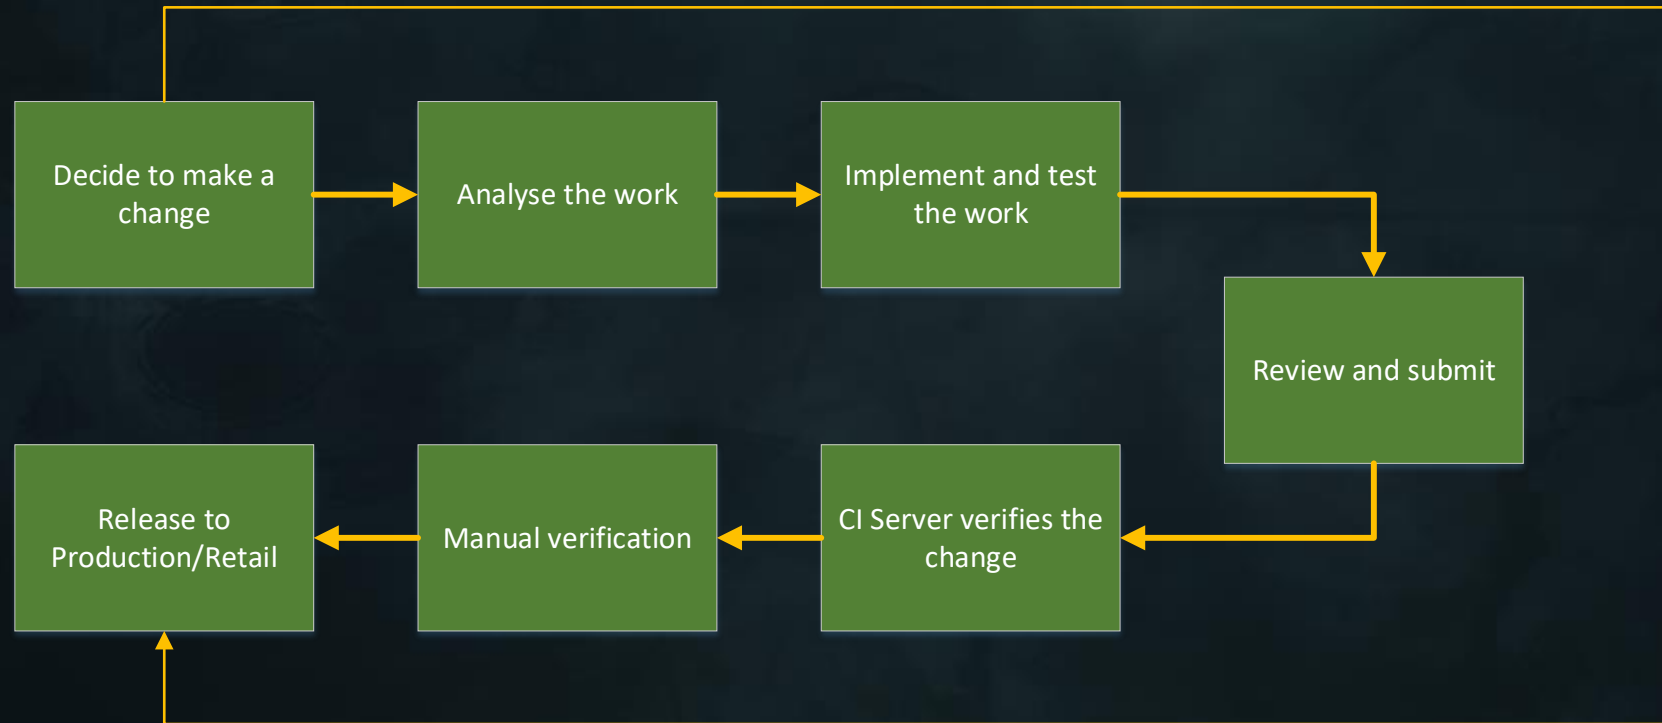 Decide to make a
change
Analyse the work
Implement and test
the work
Review and submit
CI Server verifies the
change
Manual verification
Release to
Production/Retail